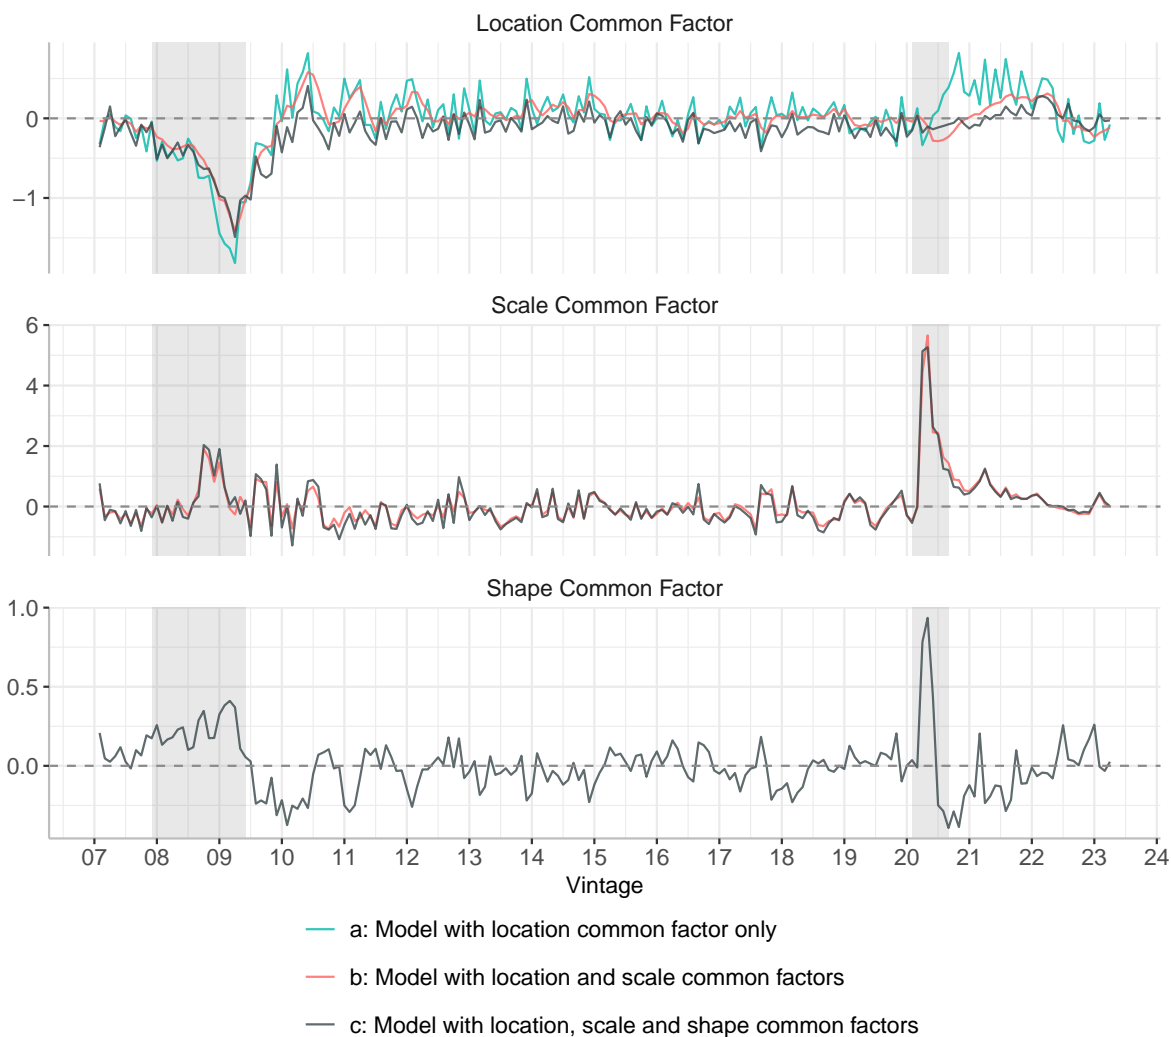 Location Common Factor
0
−1
Scale Common Factor
6
4
2
0
Shape Common Factor
1.0
0.5
0.0
07 08 09 10 11 12 13 14 15 16 17 18 19 20 21 22 23 24
Vintage
a: Model with location common factor only
b: Model with location and scale common factors
c: Model with location, scale and shape common factors